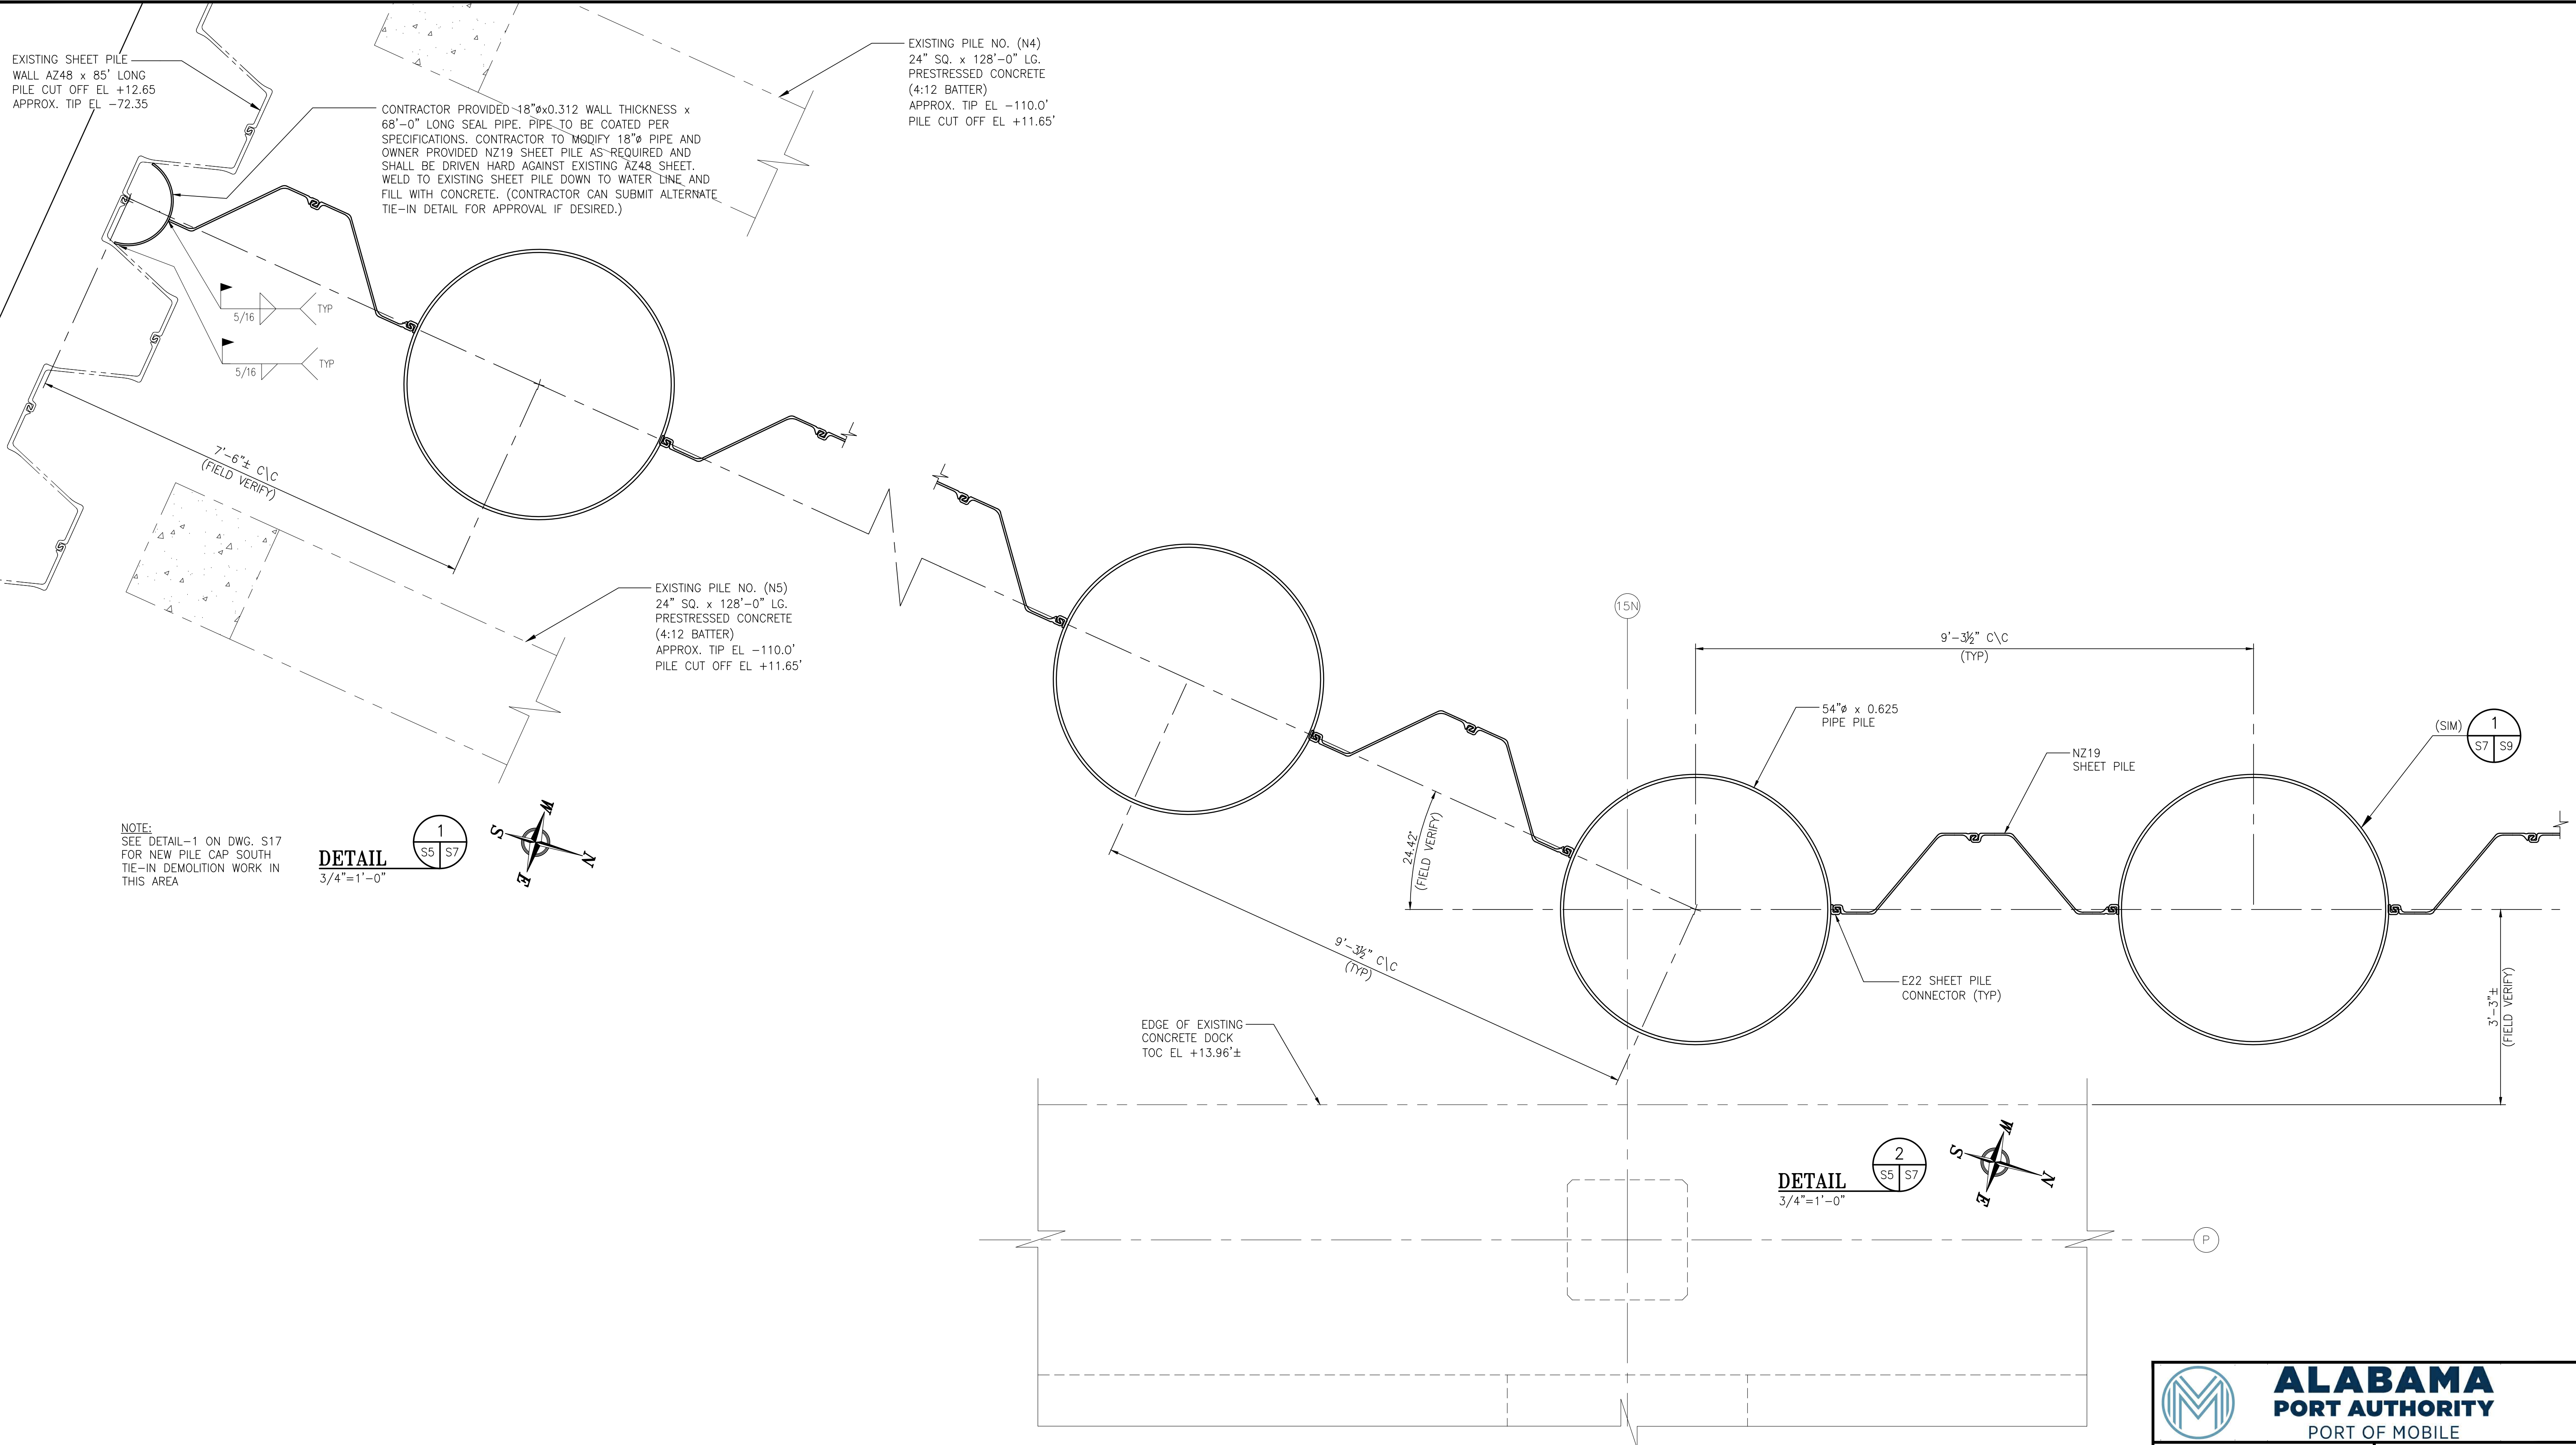 EXISTING SHEET PILE
WALL AZ48 x 85' LONG
PILE CUT OFF EL +12.65
APPROX. TIP EL -72.35
CONTRACTOR PROVIDED 18"øx0.312 WALL THICKNESS x
68'-0" LONG SEAL PIPE. PIPE TO BE COATED PER
SPECIFICATIONS. CONTRACTOR TO MODIFY 18"ø PIPE AND
OWNER PROVIDED NZ19 SHEET PILE AS REQUIRED AND
SHALL BE DRIVEN HARD AGAINST EXISTING AZ48 SHEET.
WELD TO EXISTING SHEET PILE DOWN TO WATER LINE AND
FILL WITH CONCRETE. (CONTRACTOR CAN SUBMIT ALTERNATE
TIE-IN DETAIL FOR APPROVAL IF DESIRED.)
EXISTING PILE NO. (N4)
24" SQ. x 128'-0" LG.
PRESTRESSED CONCRETE
(4:12 BATTER)
APPROX. TIP EL -110.0'
PILE CUT OFF EL +11.65'
5/16
TYP
5/16
TYP
7'-6"± C\C
(FIELD VERIFY)
EXISTING PILE NO. (N5)
24" SQ. x 128'-0" LG.
PRESTRESSED CONCRETE
(4:12 BATTER)
APPROX. TIP EL -110.0'
PILE CUT OFF EL +11.65'
NOTE:
SEE DETAIL-1 ON DWG. S17
FOR NEW PILE CAP SOUTH
TIE-IN DEMOLITION WORK IN
THIS AREA
DETAIL
3/4"=1'-0"
1
S5 S7
W
S
N
E
15N
9'-3½" C\C
(TYP)
54"ø x 0.625
PIPE PILE
NZ19
SHEET PILE
(SIM)
1
S7 S9
24.42°
(FIELD VERIFY)
9'-3½" C\C
(TYP)
E22 SHEET PILE
CONNECTOR (TYP)
3'-3"±
(FIELD VERIFY)
EDGE OF EXISTING
CONCRETE DOCK
TOC EL +13.96'±
DETAIL
3/4"=1'-0"
2
S5 S7
W
S
N
E
P
ALABAMA
PORT AUTHORITY
PORT OF MOBILE